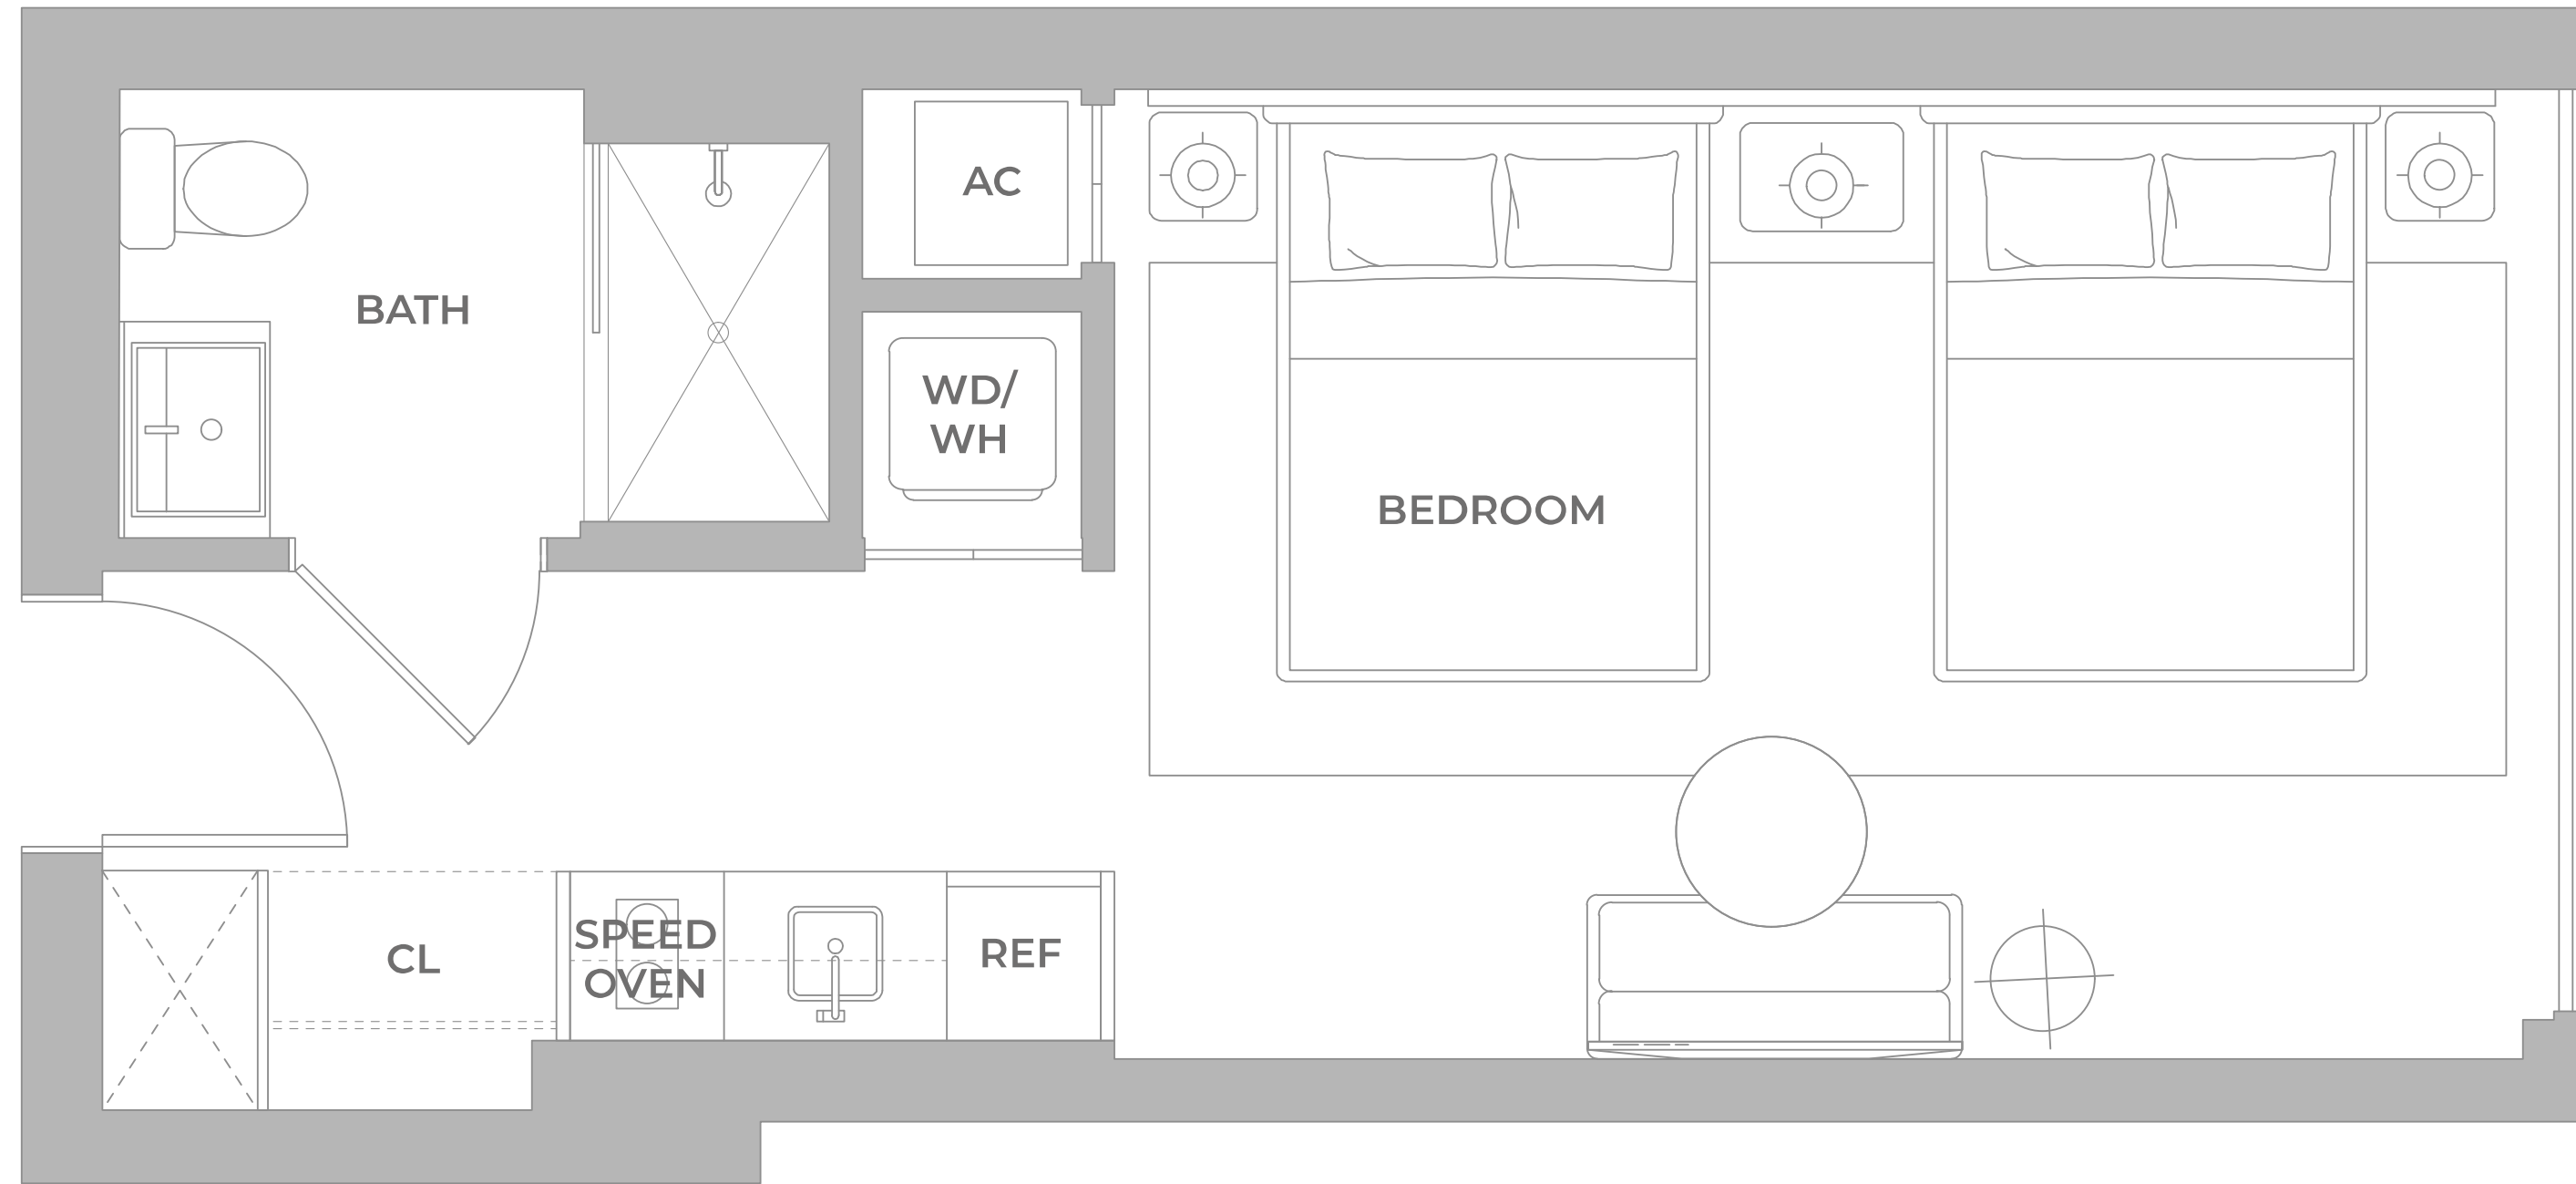 AC
BATH
WD/
WH
BEDROOM
CL
SPEED
OVEN
REF